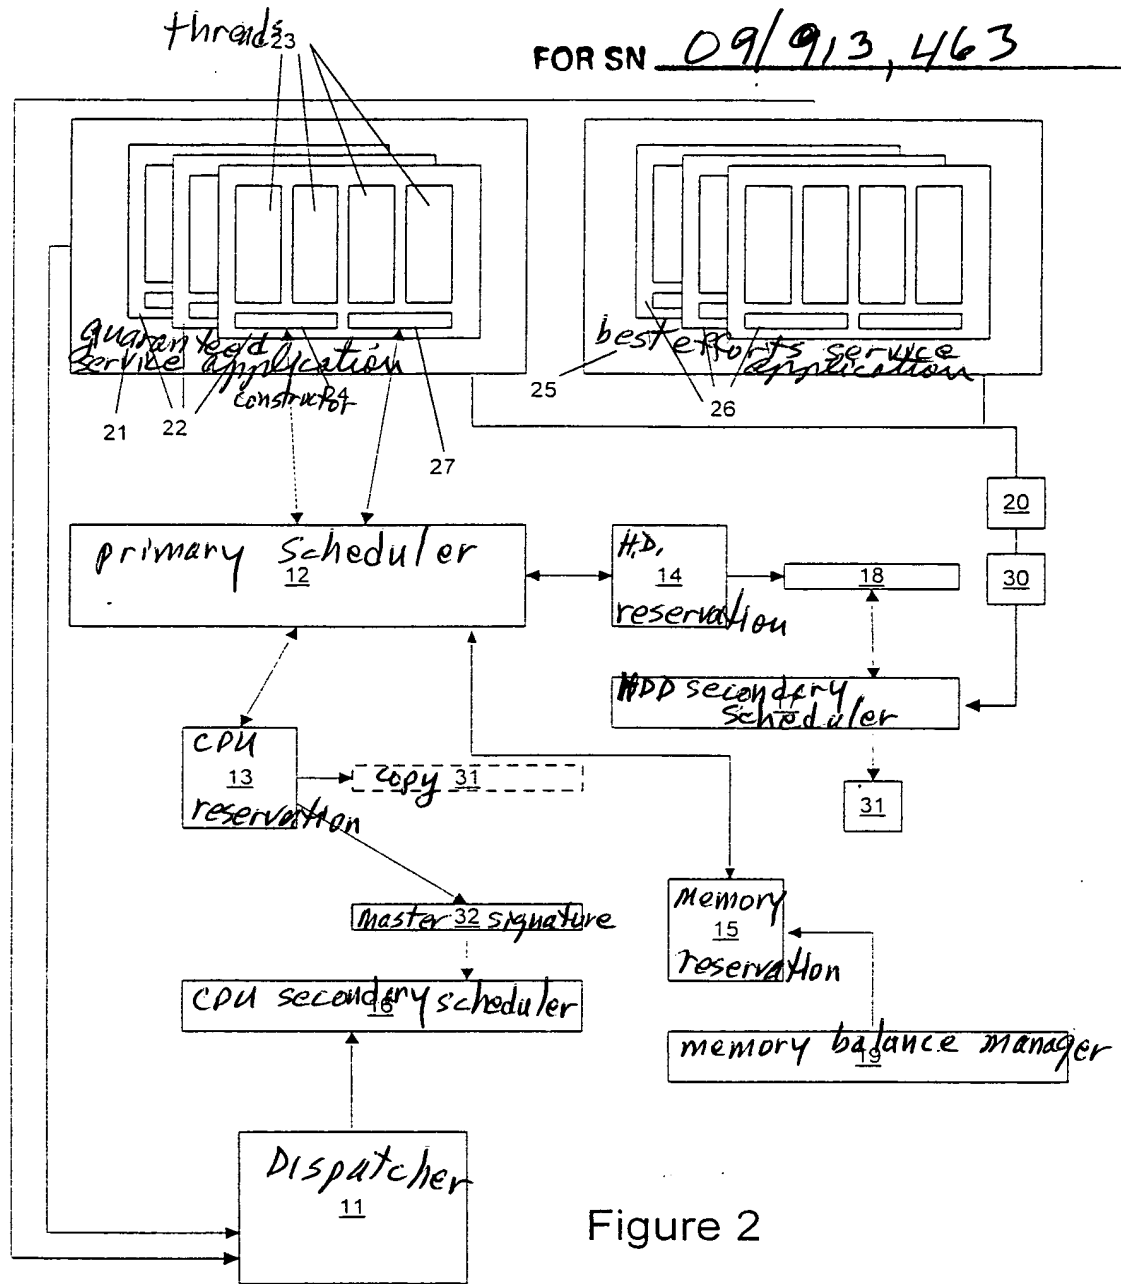 threads 23
FOR SN 09/913,463
guaranteed
service application
constructor 24
best efforts service
application
25
26
21
22
27
20
primary scheduler
12
H.D.
14
reservation
18
30
HDD secondary
17
scheduler
CPU
13
reservation
copy 31
31
master 32 signature
Memory
15
reservation
CPU secondary scheduler
16
memory balance manager
19
Dispatcher
11
Figure 2